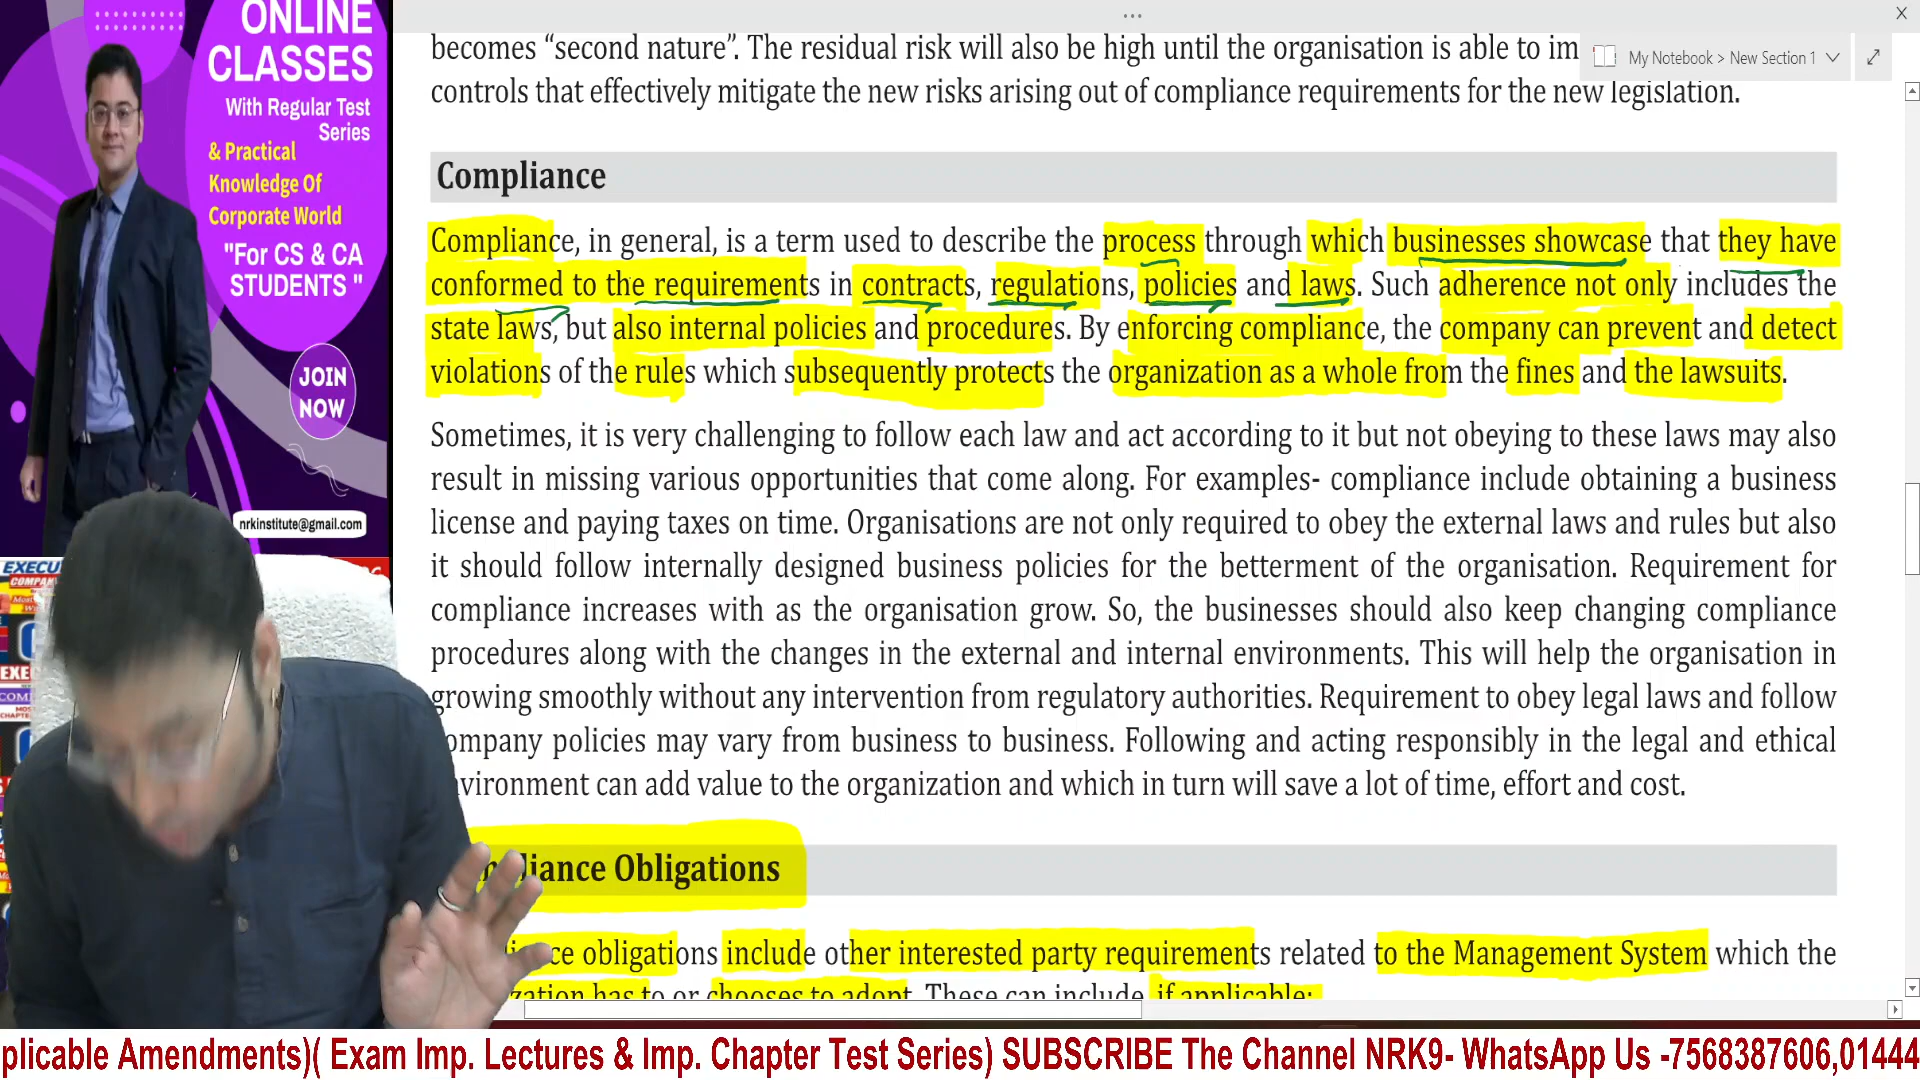 ONLINE
CLASSES
With Regular Test
Series
& Practical
Knowledge Of
Corporate World
"For CS & CA
STUDENTS "
JOIN
NOW
nrkinstitute@gmail.com
...
My Notebook > New Section 1
becomes “second nature”. The residual risk will also be high until the organisation is able to im
controls that effectively mitigate the new risks arising out of compliance requirements for the new legislation.
Compliance
Compliance, in general, is a term used to describe the process through which businesses showcase that they have
conformed to the requirements in contracts, regulations, policies and laws. Such adherence not only includes the
state laws, but also internal policies and procedures. By enforcing compliance, the company can prevent and detect
violations of the rules which subsequently protects the organization as a whole from the fines and the lawsuits.
Sometimes, it is very challenging to follow each law and act according to it but not obeying to these laws may also
result in missing various opportunities that come along. For examples- compliance include obtaining a business
license and paying taxes on time. Organisations are not only required to obey the external laws and rules but also
it should follow internally designed business policies for the betterment of the organisation. Requirement for
compliance increases with as the organisation grow. So, the businesses should also keep changing compliance
procedures along with the changes in the external and internal environments. This will help the organisation in
growing smoothly without any intervention from regulatory authorities. Requirement to obey legal laws and follow
ompany policies may vary from business to business. Following and acting responsibly in the legal and ethical
nvironment can add value to the organization and which in turn will save a lot of time, effort and cost.
liance Obligations
ce obligations include other interested party requirements related to the Management System which the
zation has to or chooses to adopt. These can include, if applicable:
plicable Amendments)( Exam Imp. Lectures & Imp. Chapter Test Series) SUBSCRIBE The Channel NRK9- WhatsApp Us -7568387606,01444